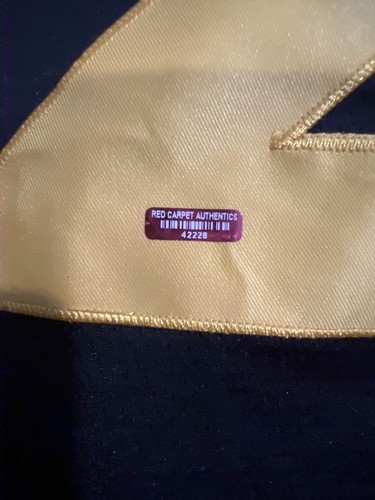 RED CARPET AUTHENTICS
42228